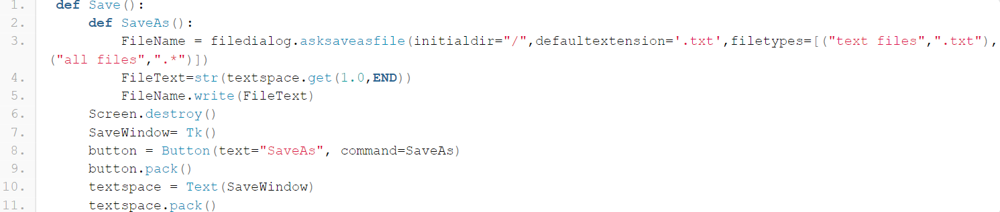 1. def Save():
2. def SaveAs():
3. FileName = filedialog.asksaveasfile(initialdir="/",defaultextension='.txt',filetypes=[("text files",".txt"),
("all files",".*")])
4. FileText=str(textspace.get(1.0,END))
5. FileName.write(FileText)
6. Screen.destroy()
7. SaveWindow= Tk()
8. button = Button(text="SaveAs", command=SaveAs)
9. button.pack()
10. textspace = Text(SaveWindow)
11. textspace.pack()